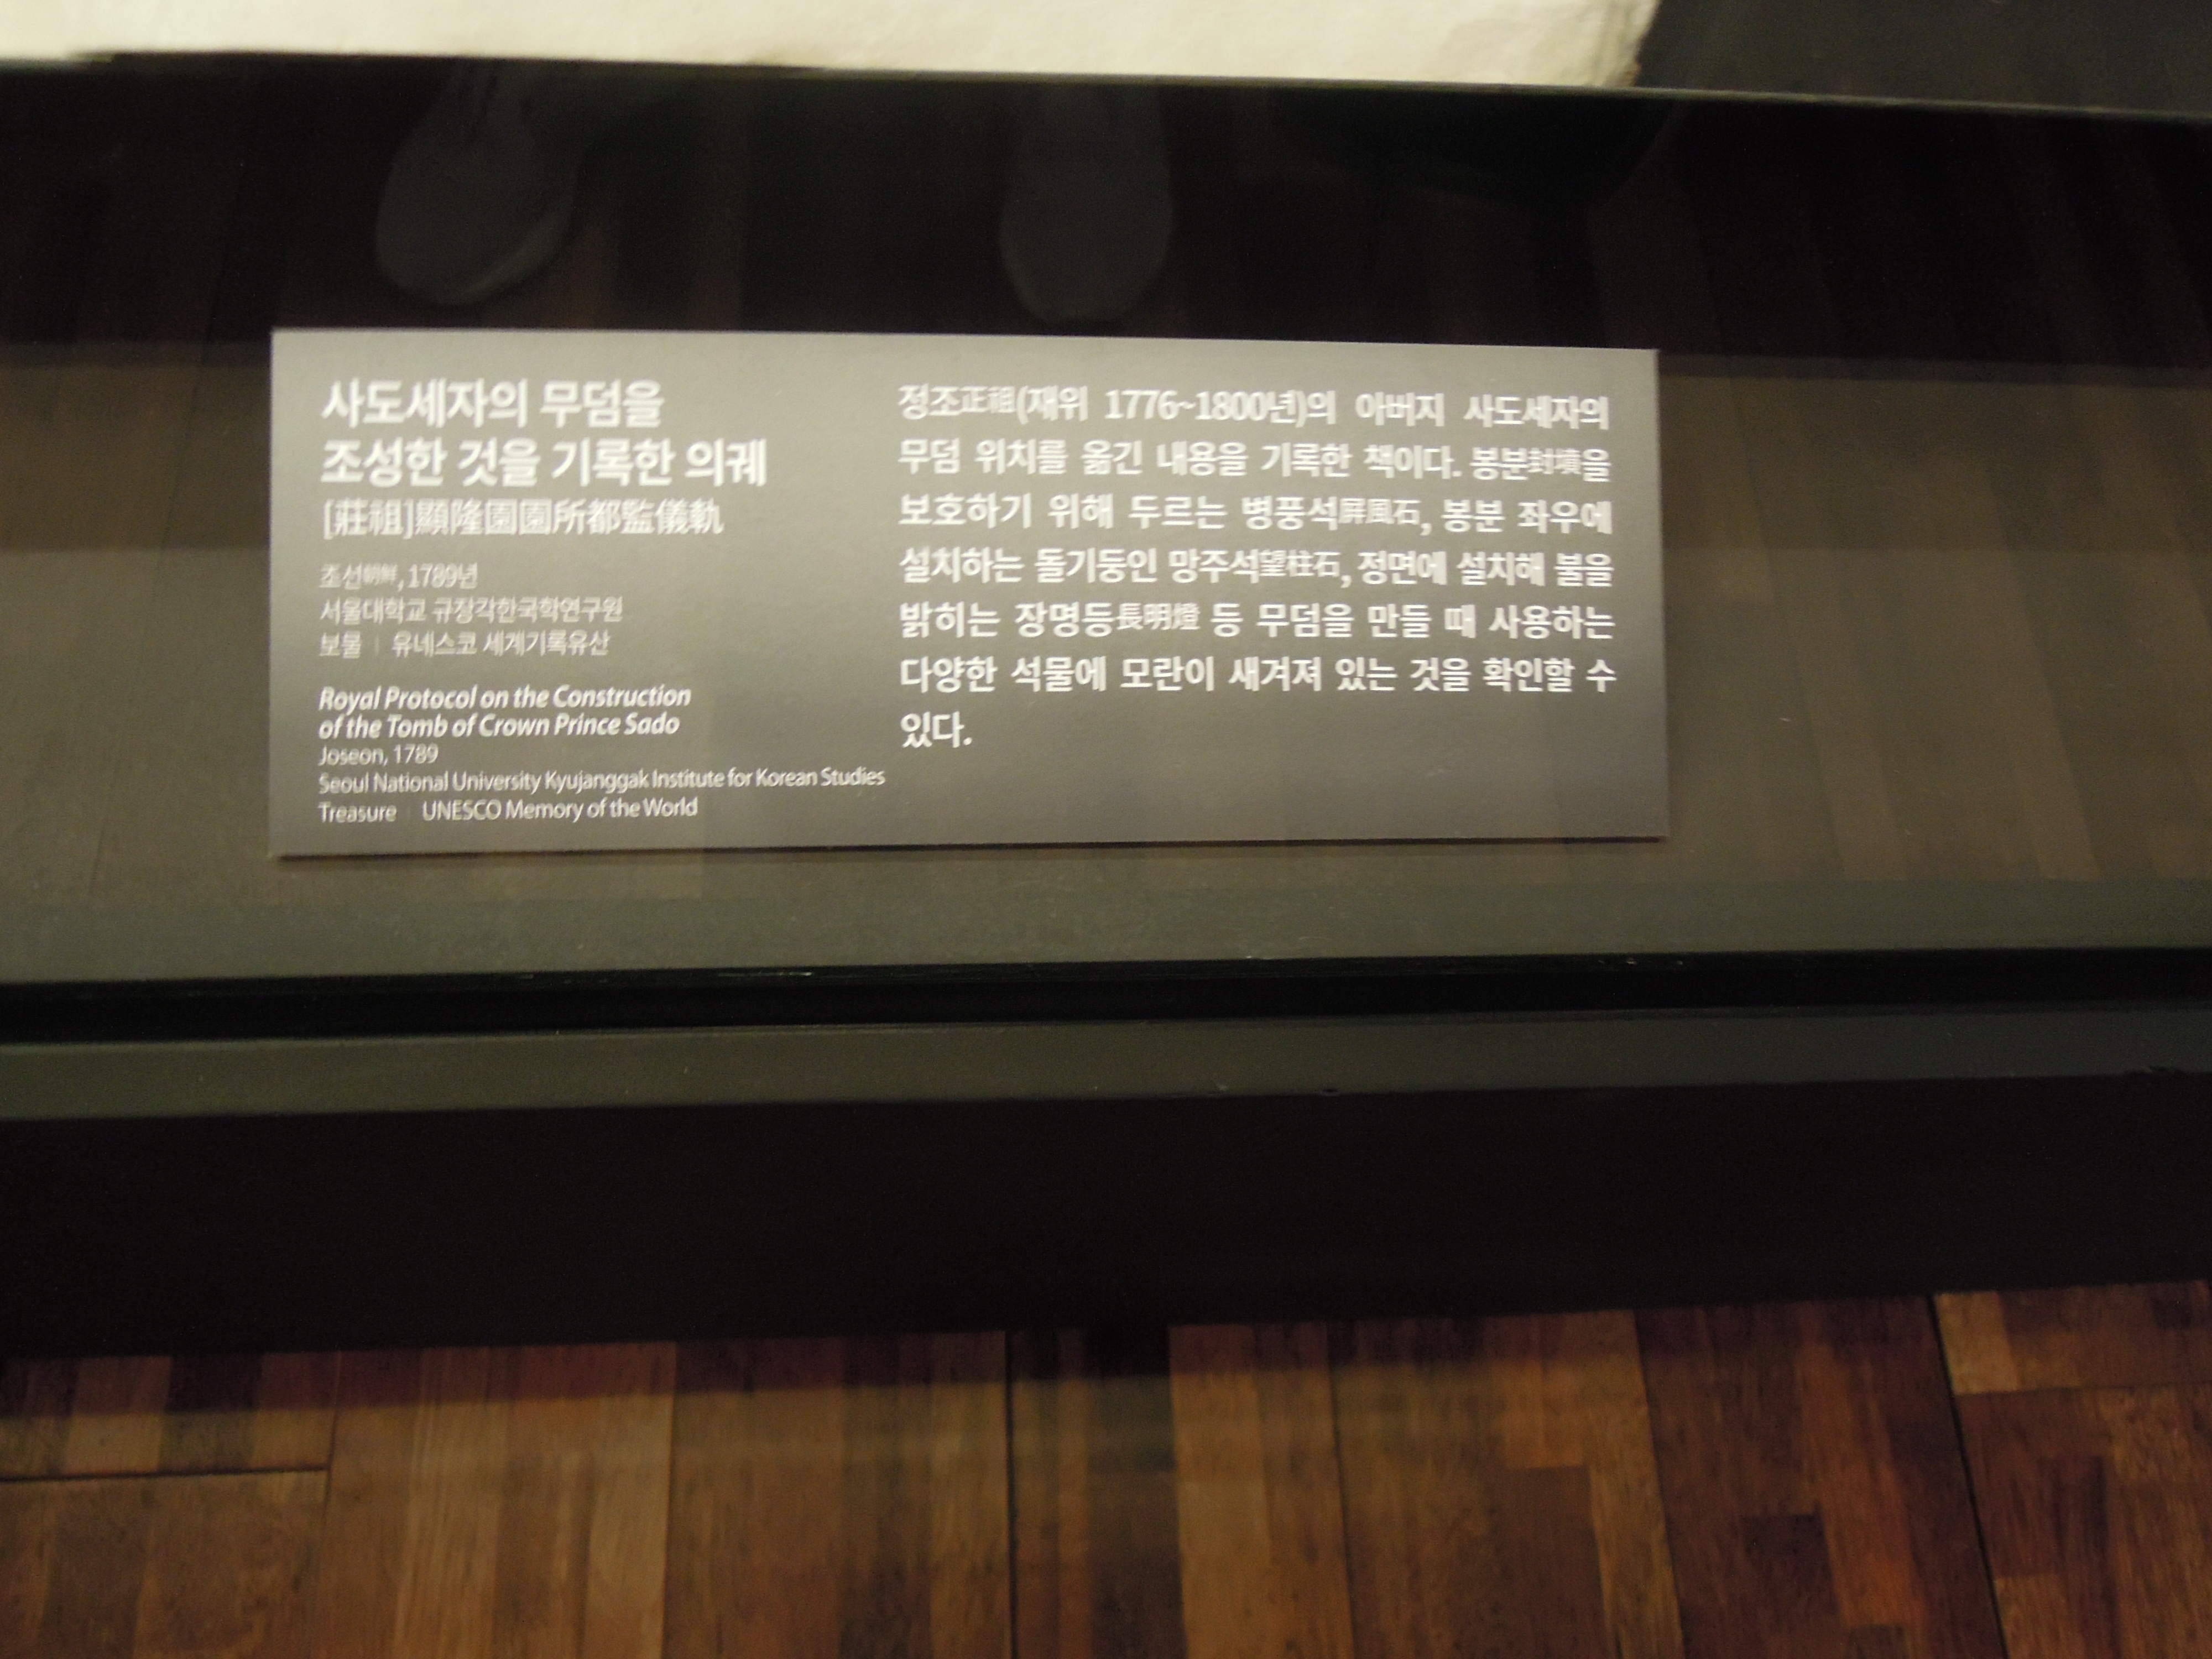 사도세자의 무덤을
조성한 것을 기록한 의궤
[莊祖]顯隆園園所都監儀軌
조선朝鮮, 1789년
서울대학교 규장각한국학연구원
보물 | 유네스코 세계기록유산
Royal Protocol on the Construction
of the Tomb of Crown Prince Sado
Joseon, 1789
Seoul National University Kyujanggak Institute for Korean Studies
Treasure | UNESCO Memory of the World
정조正祖(재위 1776~1800년)의 아버지 사도세자의
무덤 위치를 옮긴 내용을 기록한 책이다. 봉분封墳을
보호하기 위해 두르는 병풍석屛風石, 봉분 좌우에
설치하는 돌기둥인 망주석望柱石, 정면에 설치해 불을
밝히는 장명등長明燈 등 무덤을 만들 때 사용하는
다양한 석물에 모란이 새겨져 있는 것을 확인할 수
있다.